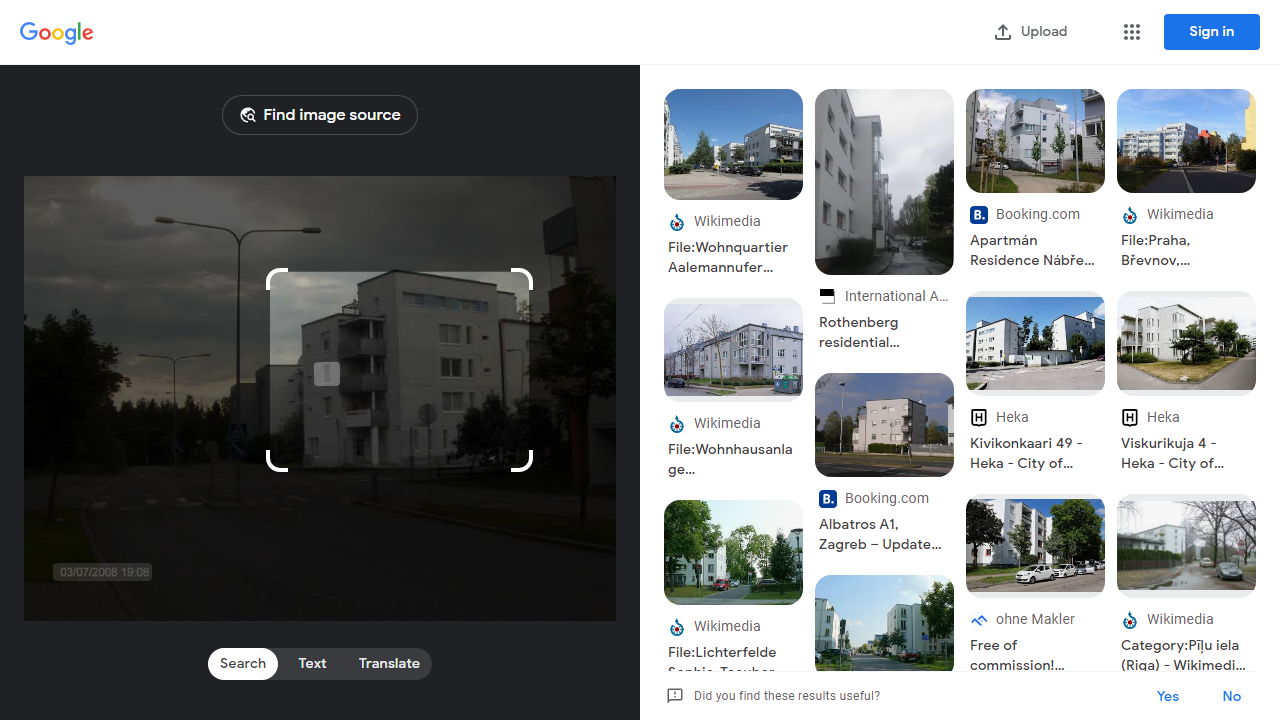 Google
Upload
Sign in
Find image source
03/07/2008 19:08
Search
Text
Translate
Wikimedia
File:Wohnquartier
Aalemannufer…
Wikimedia
File:Wohnhausanla
ge…
Wikimedia
File:Lichterfelde
International A…
Rothenberg
residential…
B.
Booking.com
Albatros A1,
Zagreb – Update…
B.
Booking.com
Apartmán
Residence Nábře…
H
Heka
Kivikonkaari 49 -
Heka - City of…
ohne Makler
Free of
commission!…
Wikimedia
File:Praha,
Břevnov,…
H
Heka
Viskurikuja 4 -
Heka - City of…
Wikimedia
Category:Pīļu iela
(Riga) - Wikimedi…
Did you find these results useful?
Yes
No